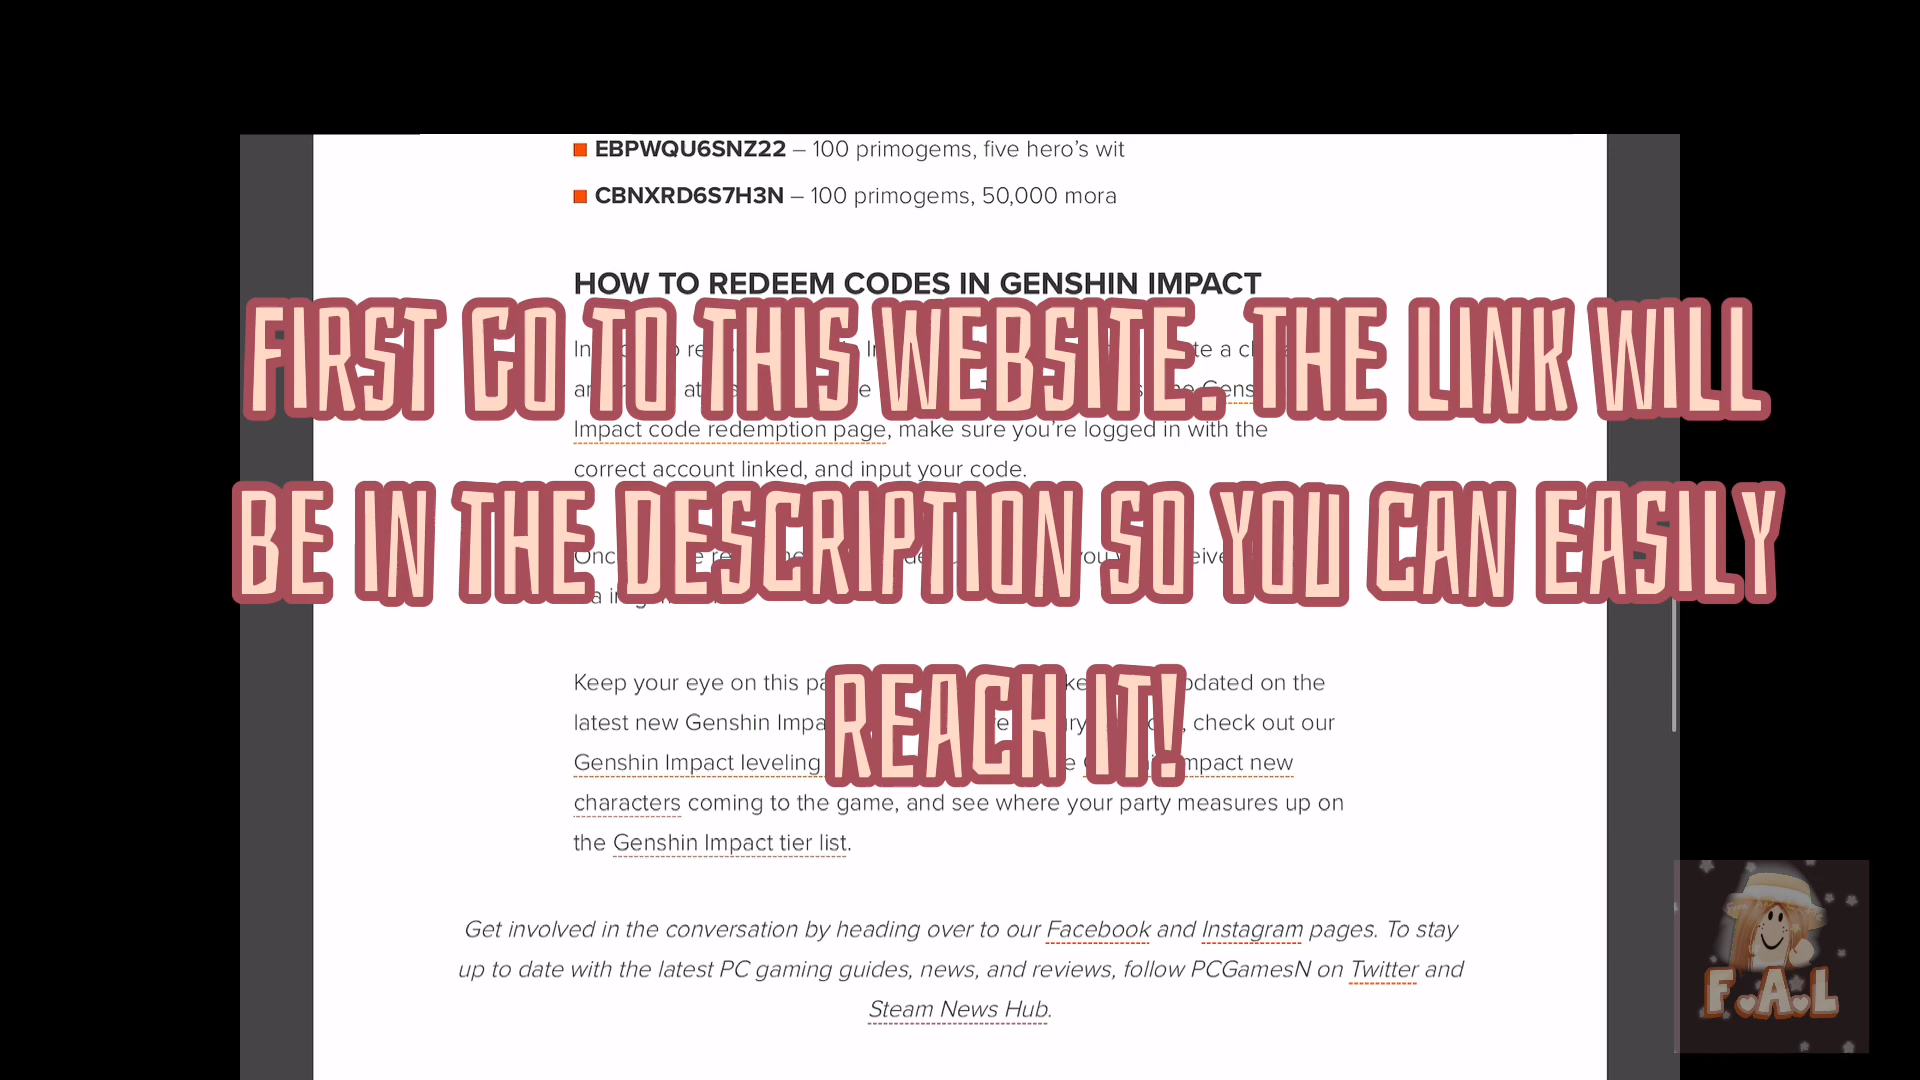 EBPWQU6SNZ22 – 100 primogems, five hero's wit
CBNXRD6S7H3N – 100 primogems, 50,000 mora
HOW TO REDEEM CODES IN GENSHIN IMPACT
FIRST GO TO THIS WEBSITE. THE LINK WILL
Impact code redemption page, make sure you're logged in with the
correct account linked, and input your code.
BE IN THE DESCRIPTION SO YOU CAN EASILY
Keep your eye on this
REACH IT!
on the
latest new Genshin
check out our
Genshin Impact leveling
new
characters coming to the game, and see where your party measures up on
the Genshin Impact tier list.
Get involved in the conversation by heading over to our Facebook and Instagram pages. To stay
up to date with the latest PC gaming guides, news, and reviews, follow PCGamesN on Twitter and
Steam News Hub.
F.A.L